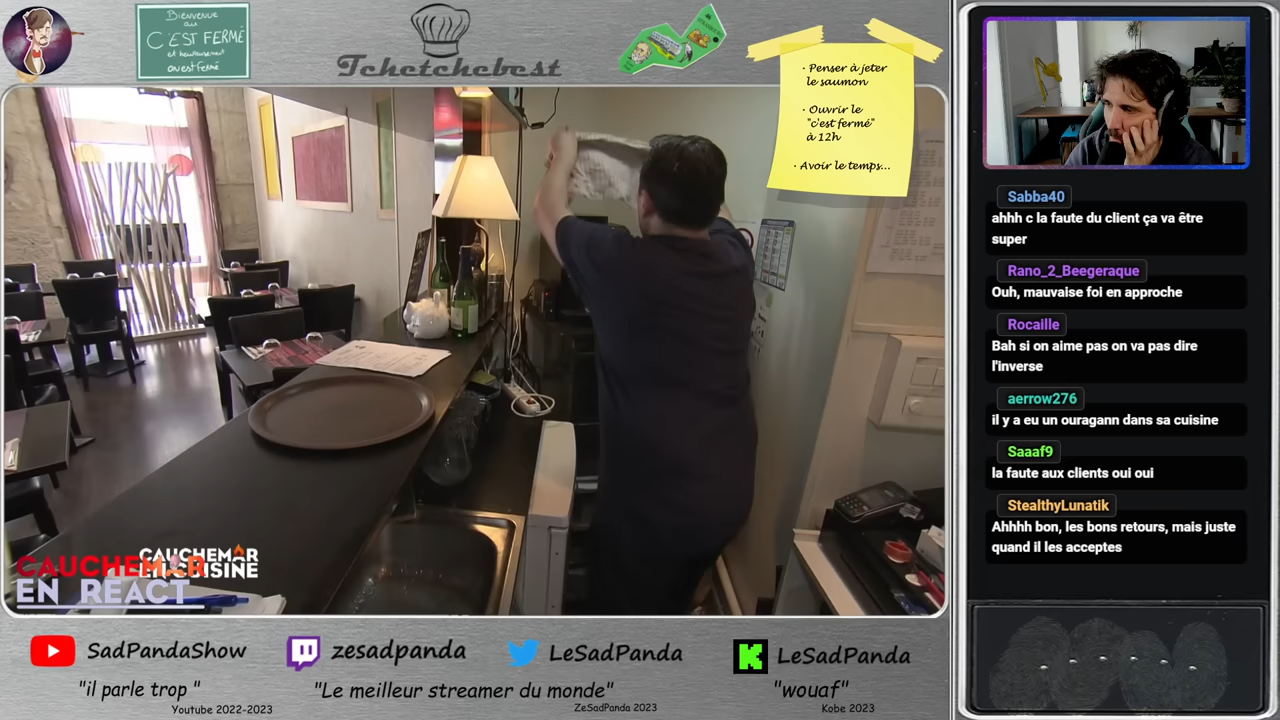 Bienvenue
au
C'EST FERMÉ
et heureusement
ouest fermé
Tchetchebest
· Penser à jeter
le saumon
· Ouvrir le
"c'est fermé"
à 12h
· Avoir le temps...
Sabba40
ahhh c la faute du client ça va être
super
Rano_2_Beegeraque
Ouh, mauvaise foi en approche
Rocaille
Bah si on aime pas on va pas dire
l'inverse
aerrow276
il y a eu un ouragann dans sa cuisine
Saaaf9
la faute aux clients oui oui
StealthyLunatik
Ahhhh bon, les bons retours, mais juste
quand il les acceptes
CAUCHEMAR
EN CUISINE
CAUCHEMAR
EN REACT
SadPandaShow
"il parle trop "
Youtube 2022-2023
zesadpanda
"Le meilleur streamer du monde"
ZeSadPanda 2023
LeSadPanda
LeSadPanda
"wouaf"
Kobe 2023